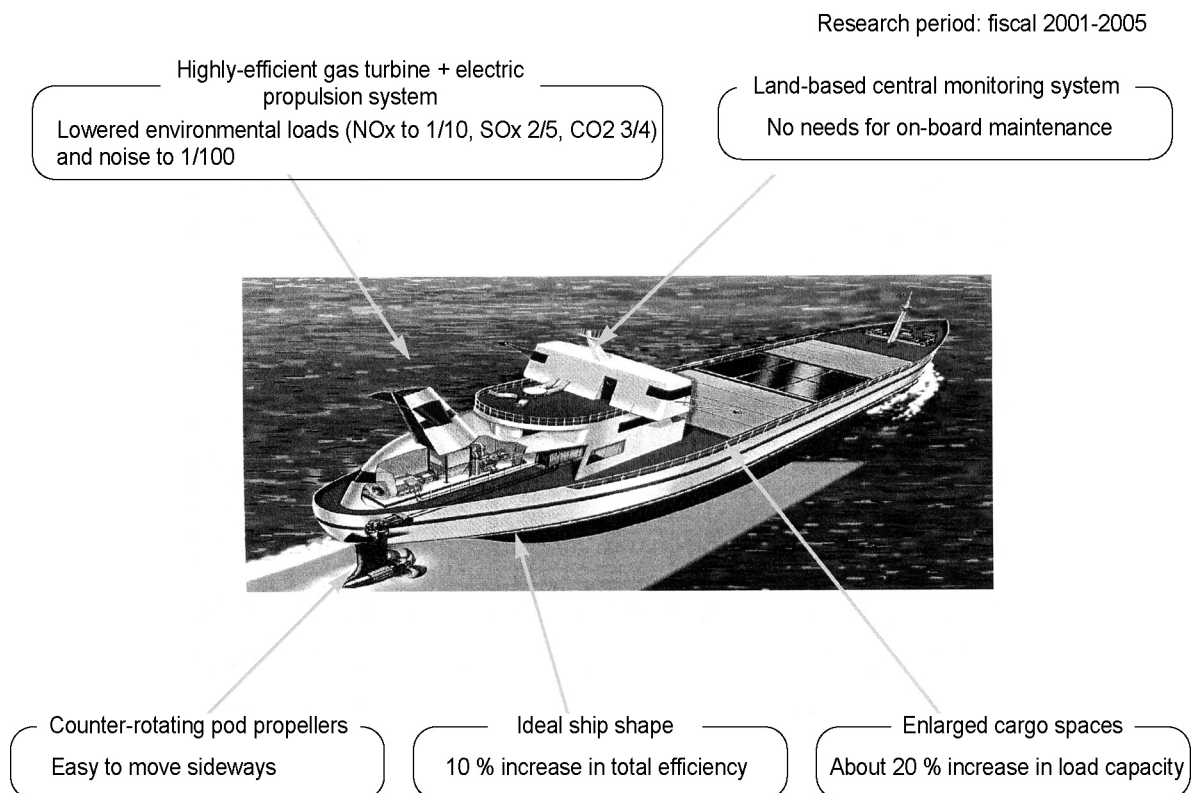 Research period: fiscal 2001-2005
Highly-efficient gas turbine + electric
propulsion system
Lowered environmental loads (NOx to 1/10, SOx 2/5, CO2 3/4)
and noise to 1/100
Land-based central monitoring system
No needs for on-board maintenance
Counter-rotating pod propellers
Easy to move sideways
Ideal ship shape
10 % increase in total efficiency
Enlarged cargo spaces
About 20 % increase in load capacity